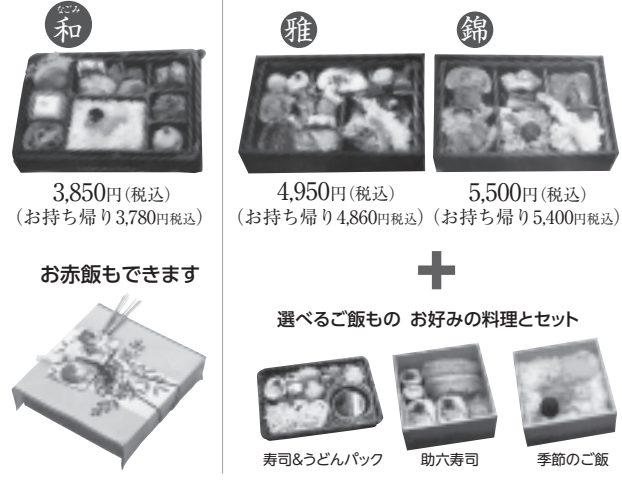 なごみ
和
3,850円(税込)
(お持ち帰り3,780円税込)
お赤飯もできます
雅
4,950円(税込)
(お持ち帰り4,860円税込)
錦
5,500円(税込)
(お持ち帰り5,400円税込)
+
選べるご飯もの お好みの料理とセット
寿司&うどんパック
助六寿司
季節のご飯